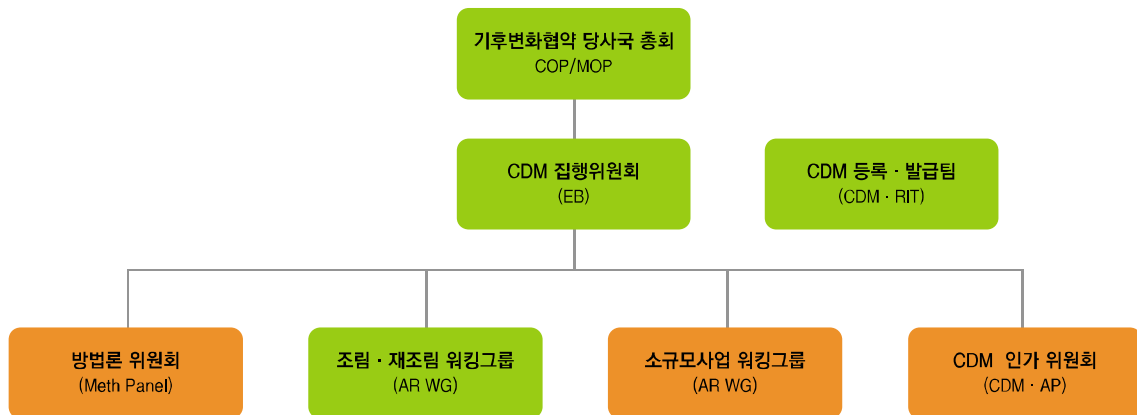 기후변화협약 당사국 총회
COP/MOP
CDM 집행위원회
(EB)
CDM 등록 · 발급팀
(CDM · RIT)
방법론 위원회
(Meth Panel)
조림 · 재조림 워킹그룹
(AR WG)
소규모사업 워킹그룹
(AR WG)
CDM 인가 위원회
(CDM · AP)